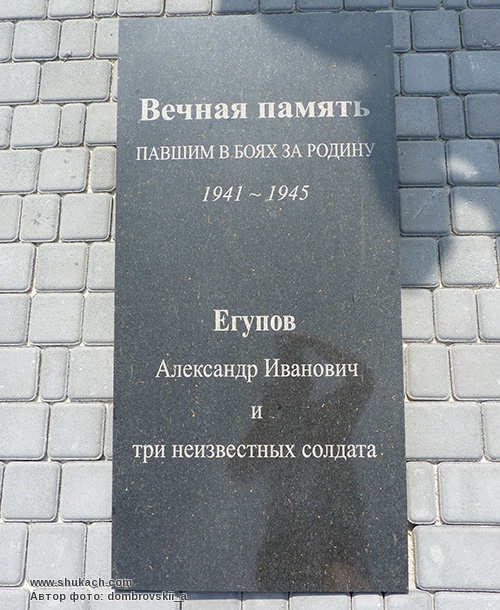 Вечная память
ПАВШИМ В БОЯХ ЗА РОДИНУ
1941 ~ 1945
Егупов
Александр Иванович
и
три неизвестных солдата
www.shukach.com
Автор фото: dombrovskii_a